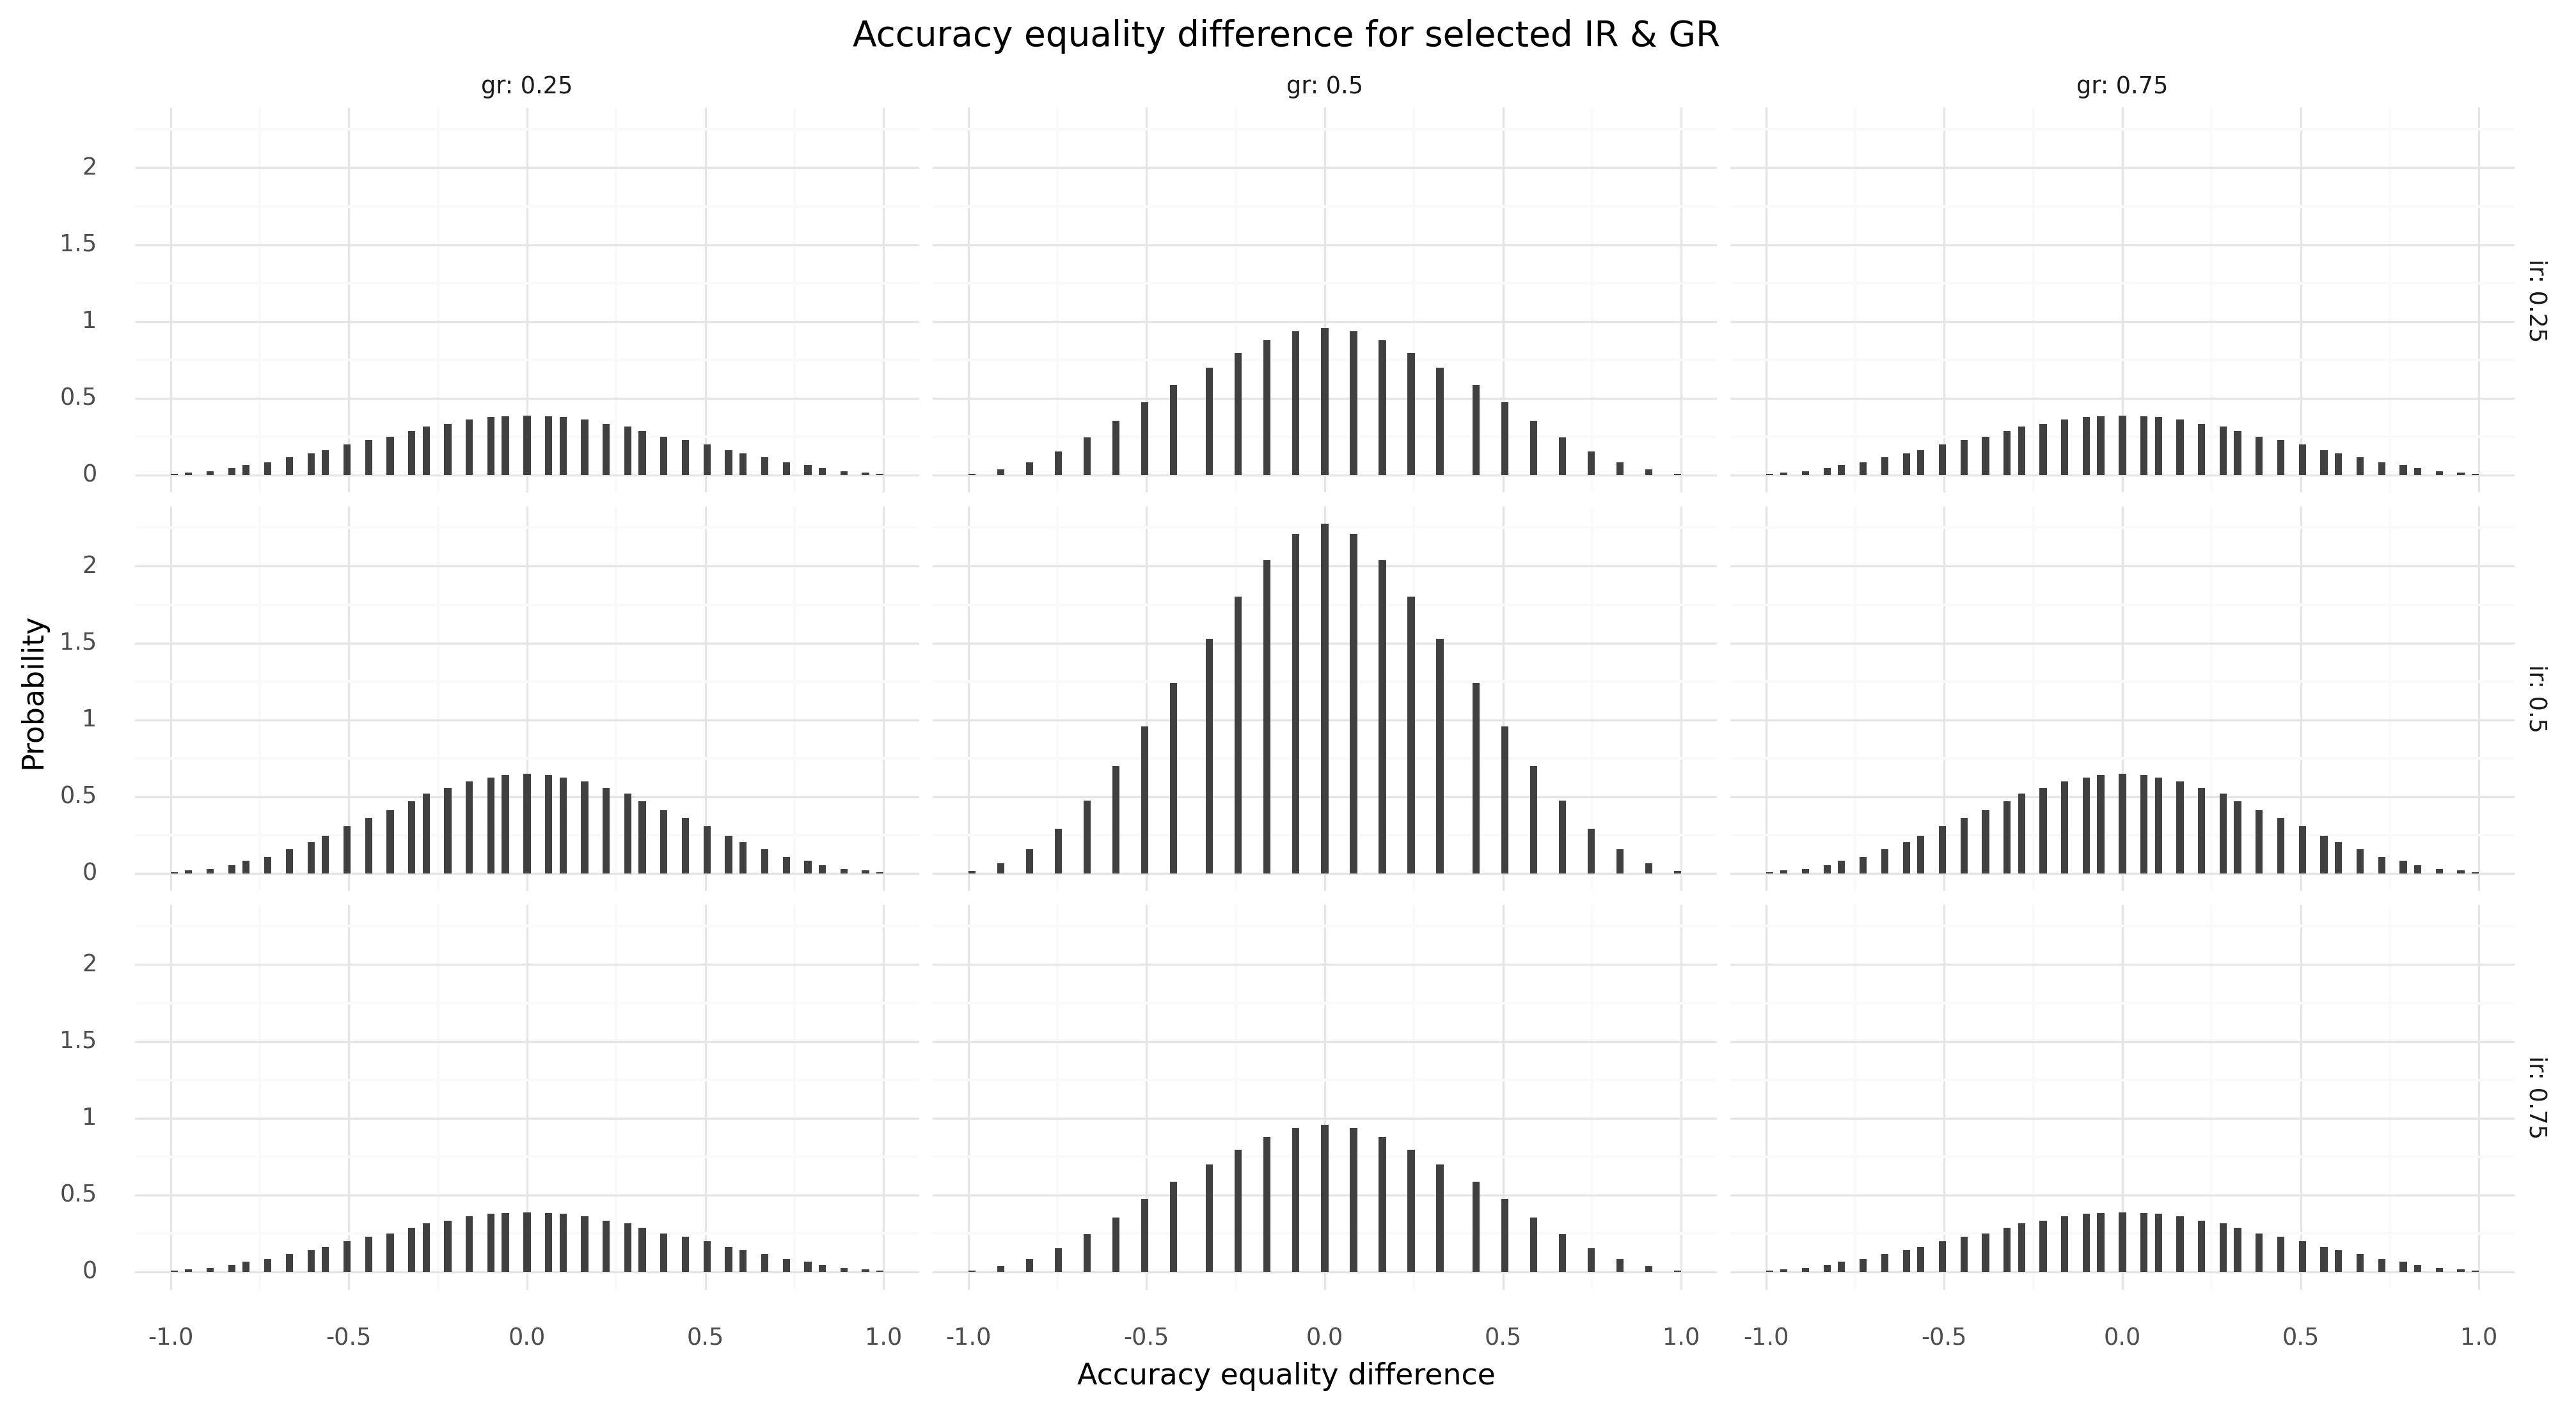 Accuracy equality difference for selected IR & GR
gr: 0.25
gr: 0.5
gr: 0.75
2
1.5
1
0.5
0
ir: 0.25
2
1.5
1
0.5
0
ir: 0.5
2
1.5
1
0.5
0
ir: 0.75
Probability
-1.0 -0.5 0.0 0.5 1.0
-1.0 -0.5 0.0 0.5 1.0
-1.0 -0.5 0.0 0.5 1.0
Accuracy equality difference